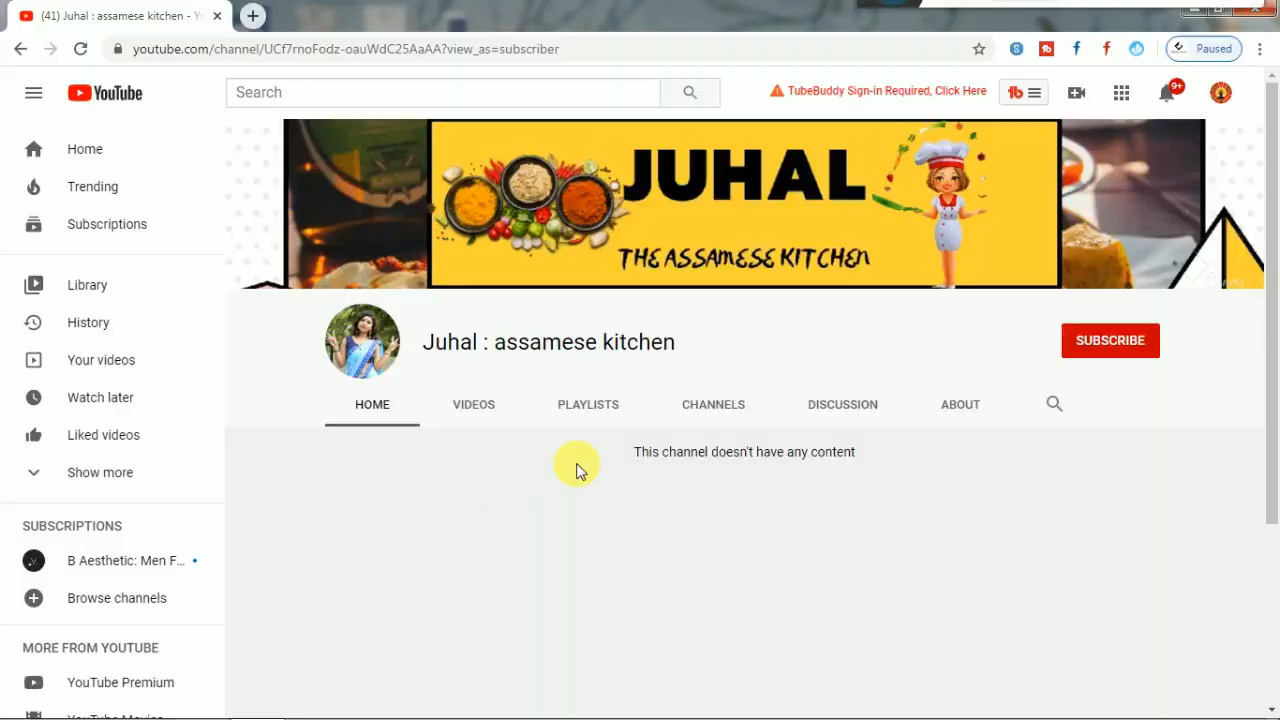 (41) Juhal : assamese kitchen - Yo
youtube.com/channel/UCf7rnoFodz-oauWdC25AaAA?view_as=subscriber
Paused
YouTube
Search
TubeBuddy Sign-in Required, Click Here
tb
9+
Home
Trending
Subscriptions
Library
History
Your videos
Watch later
Liked videos
Show more
SUBSCRIPTIONS
B Aesthetic: Men F...
Browse channels
MORE FROM YOUTUBE
YouTube Premium
YouTube Movies
JUHAL
THE ASSAMESE KITCHEN
Juhal : assamese kitchen
SUBSCRIBE
HOME VIDEOS PLAYLISTS CHANNELS DISCUSSION ABOUT
This channel doesn't have any content